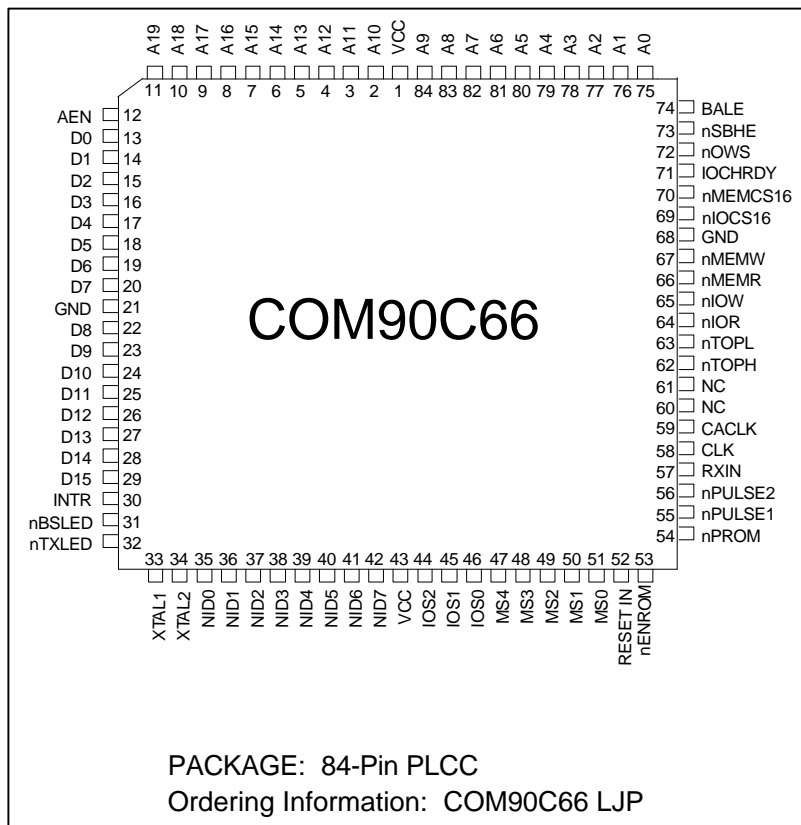 A19 A18 A17 A16 A15 A14 A13 A12 A11 A10 VCC A9 A8 A7 A6 A5 A4 A3 A2 A1 A0
11 10 9 8 7 6 5 4 3 2 1 84 83 82 81 80 79 78 77 76 75
AEN 12
D0 13
D1 14
D2 15
D3 16
D4 17
D5 18
D6 19
D7 20
GND 21
D8 22
D9 23
D10 24
D11 25
D12 26
D13 27
D14 28
D15 29
INTR 30
nBSLED 31
nTXLED 32
COM90C66
74 BALE
73 nSBHE
72 nOWS
71 IOCHRDY
70 nMEMCS16
69 nIOCS16
68 GND
67 nMEMW
66 nMEMR
65 nIOW
64 nIOR
63 nTOPL
62 nTOPH
61 NC
60 NC
59 CACLK
58 CLK
57 RXIN
56 nPULSE2
55 nPULSE1
54 nPROM
33 34 35 36 37 38 39 40 41 42 43 44 45 46 47 48 49 50 51 52 53
XTAL1 XTAL2 NID0 NID1 NID2 NID3 NID4 NID5 NID6 NID7 VCC IOS2 IOS1 IOS0 MS4 MS3 MS2 MS1 MS0 RESET IN nENROM
PACKAGE: 84-Pin PLCC
Ordering Information: COM90C66 LJP